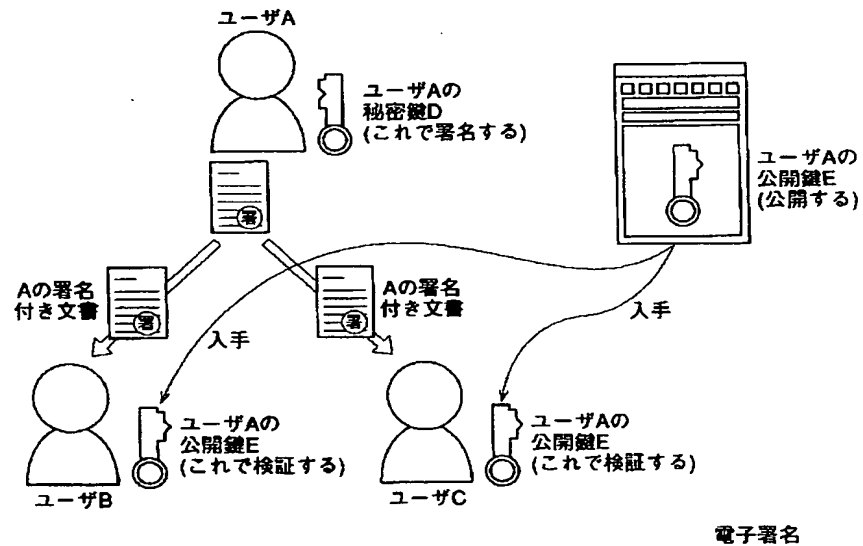 ユーザA
ユーザAの
秘密鍵D
(これで署名する)
ユーザAの
公開鍵E
(公開する)
署
Aの署名
付き文書
署
Aの署名
付き文書
署
入手
入手
ユーザAの
公開鍵E
(これで検証する)
ユーザB
ユーザAの
公開鍵E
(これで検証する)
ユーザC
電子署名